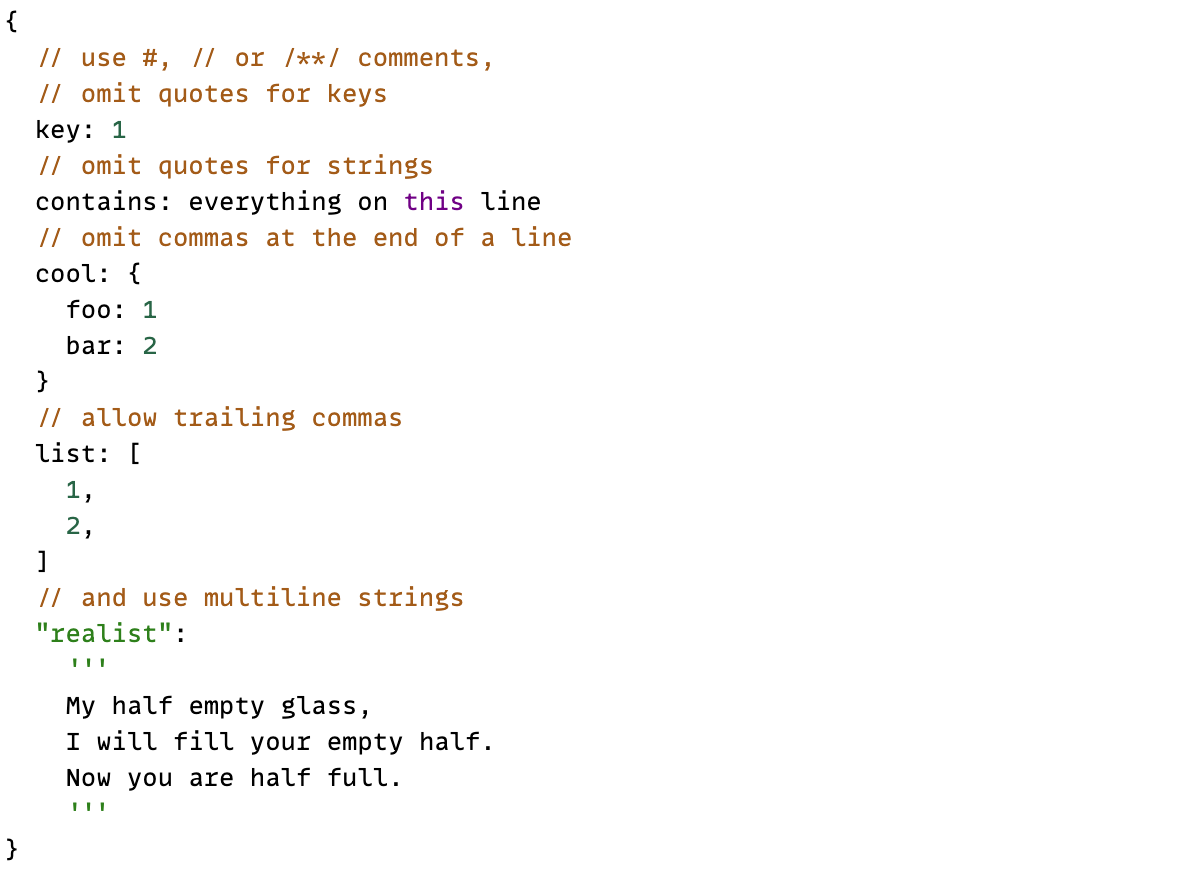 {
  // use #, // or /**/ comments,
  // omit quotes for keys
  key: 1
  // omit quotes for strings
  contains: everything on this line
  // omit commas at the end of a line
  cool: {
    foo: 1
    bar: 2
  }
  // allow trailing commas
  list: [
    1,
    2,
  ]
  // and use multiline strings
  "realist":
    '''
    My half empty glass,
    I will fill your empty half.
    Now you are half full.
    '''
}